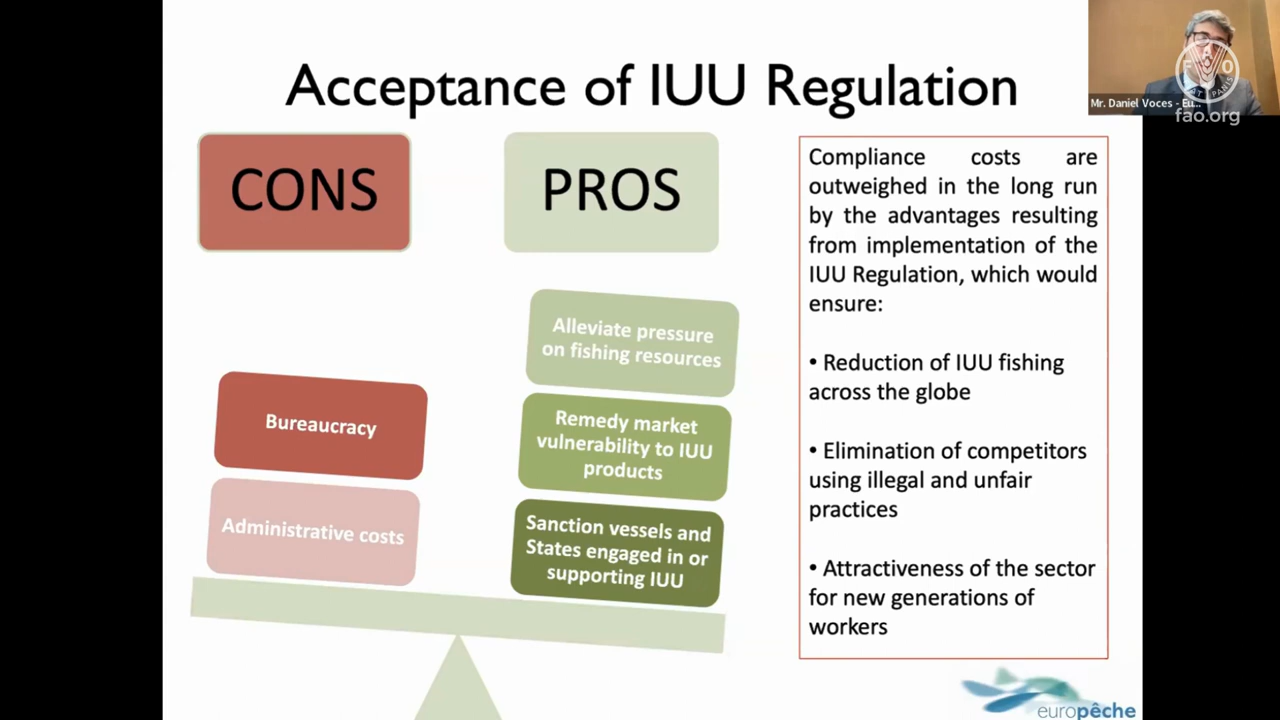 Acceptance of IUU Regulation
CONS
PROS
Bureaucracy
Administrative costs
Alleviate pressure
on fishing resources
Remedy market
vulnerability to IUU
products
Sanction vessels and
States engaged in or
supporting IUU
Compliance costs are
outweighed in the long run
by the advantages resulting
from implementation of the
IUU Regulation, which would
ensure:
• Reduction of IUU fishing
across the globe
• Elimination of competitors
using illegal and unfair
practices
• Attractiveness of the sector
for new generations of
workers
europêche
Mr. Daniel Voces - Eu...
F A O
fao.org